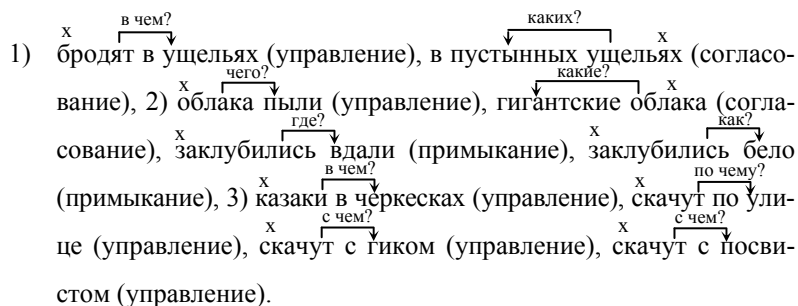 х в чем? каких? х
1) бродят в ущельях (управление), в пустынных ущельях (согласо-
х чего? какие? х
вание), 2) облака пыли (управление), гигантские облака (согла-
х где? х как?
сование), заклубились вдали (примыкание), заклубились бело
х в чем? х по чему?
(примыкание), 3) казаки в черкесках (управление), скачут по ули-
х с чем? х с чем?
це (управление), скачут с гиком (управление), скачут с посви-
стом (управление).